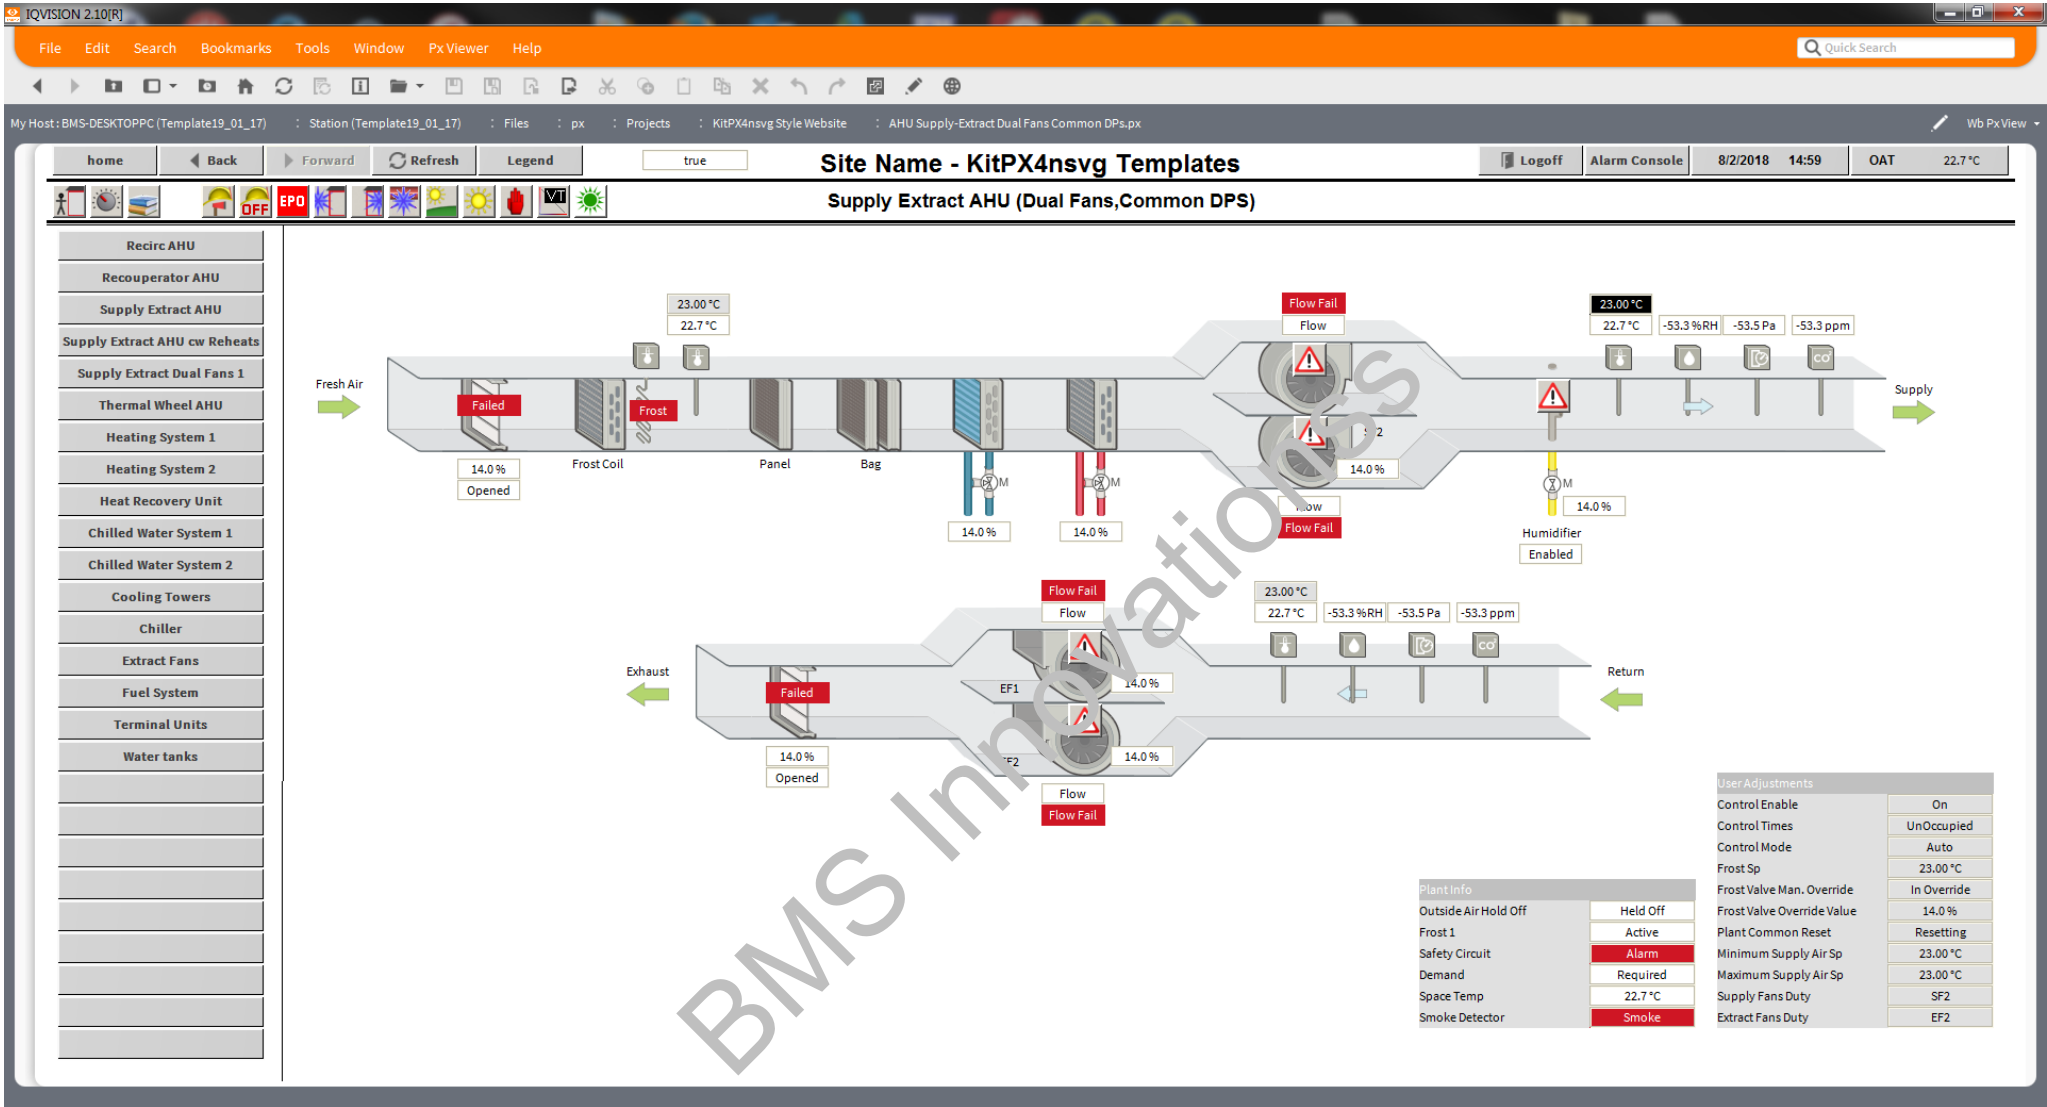 IQVISION 2.10[R]
File Edit Search Bookmarks Tools Window Px Viewer Help
Quick Search
My Host : BMS-DESKTOPPC (Template19_01_17) : Station (Template19_01_17) : Files : px : Projects : KitPX4nsvg Style Website : AHU Supply-Extract Dual Fans Common DPs.px
Wb Px View
home Back Forward Refresh Legend true
Site Name - KitPX4nsvg Templates
Logoff Alarm Console 8/2/2018 14:59 OAT 22.7 °C
OFF EPO VT
Supply Extract AHU (Dual Fans,Common DPS)
Recirc AHU
Recouperator AHU
Supply Extract AHU
Supply Extract AHU cw Reheats
Supply Extract Dual Fans 1
Thermal Wheel AHU
Heating System 1
Heating System 2
Heat Recovery Unit
Chilled Water System 1
Chilled Water System 2
Cooling Towers
Chiller
Extract Fans
Fuel System
Terminal Units
Water tanks
23.00 °C
22.7 °C
Flow Fail
Flow
23.00 °C
22.7 °C -53.3 %RH -53.5 Pa -53.3 ppm
CO²
Fresh Air
Failed
Frost
Supply
14.0 %
Opened
Frost Coil
Panel
Bag
M
M
14.0 %
14.0 %
14.0 %
Flow Fail
M
14.0 %
Humidifier
Enabled
Flow Fail
Flow
23.00 °C
22.7 °C -53.3 %RH -53.5 Pa -53.3 ppm
CO²
Exhaust
Failed
EF1
14.0 %
Return
14.0 %
Opened
14.0 %
Flow
Flow Fail
BMS Innovations
Plant Info
Outside Air Hold Off Held Off
Frost 1 Active
Safety Circuit Alarm
Demand Required
Space Temp 22.7 °C
Smoke Detector Smoke
User Adjustments
Control Enable On
Control Times UnOccupied
Control Mode Auto
Frost Sp 23.00 °C
Frost Valve Man. Override In Override
Frost Valve Override Value 14.0 %
Plant Common Reset Resetting
Minimum Supply Air Sp 23.00 °C
Maximum Supply Air Sp 23.00 °C
Supply Fans Duty SF2
Extract Fans Duty EF2